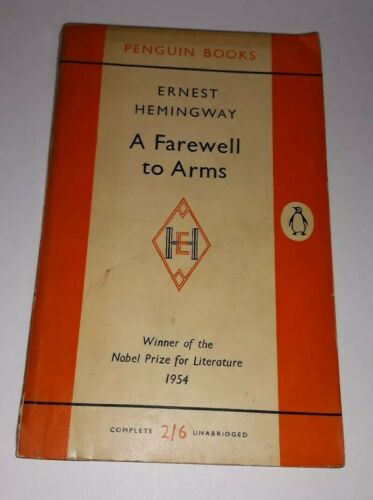 PENGUIN BOOKS
ERNEST
HEMINGWAY
A Farewell
to Arms
EH
Winner of the
Nobel Prize for Literature
1954
COMPLETE 2/6 UNABRIDGED